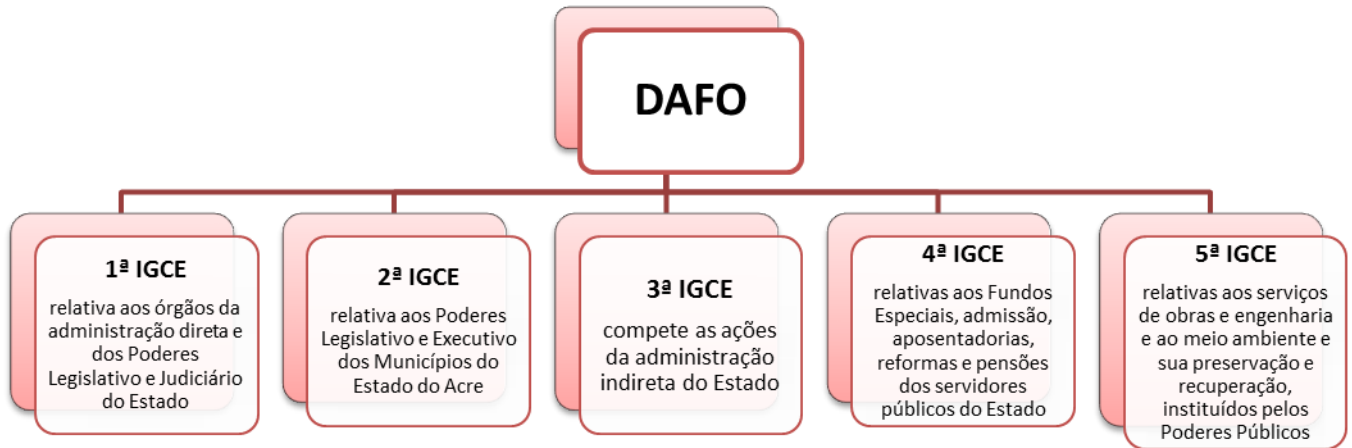 DAFO
1ª IGCE
relativa aos órgãos da
administração direta e
dos Poderes
Legislativo e Judiciário
do Estado
2ª IGCE
relativa aos Poderes
Legislativo e Executivo
dos Municípios do
Estado do Acre
3ª IGCE
compete as ações
da administração
indireta do Estado
4ª IGCE
relativas aos Fundos
Especiais, admissão,
aposentadorias,
reformas e pensões
dos servidores
públicos do Estado
5ª IGCE
relativas aos serviços
de obras e engenharia
e ao meio ambiente e
sua preservação e
recuperação,
instituídos pelos
Poderes Públicos